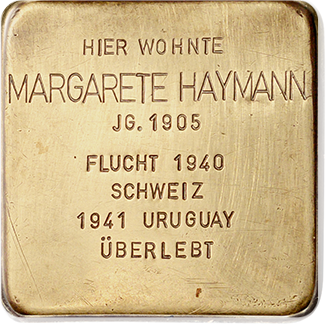 HIER WOHNTE
MARGARETE HAYMANN
JG. 1905
FLUCHT 1940
SCHWEIZ
1941 URUGUAY
ÜBERLEBT